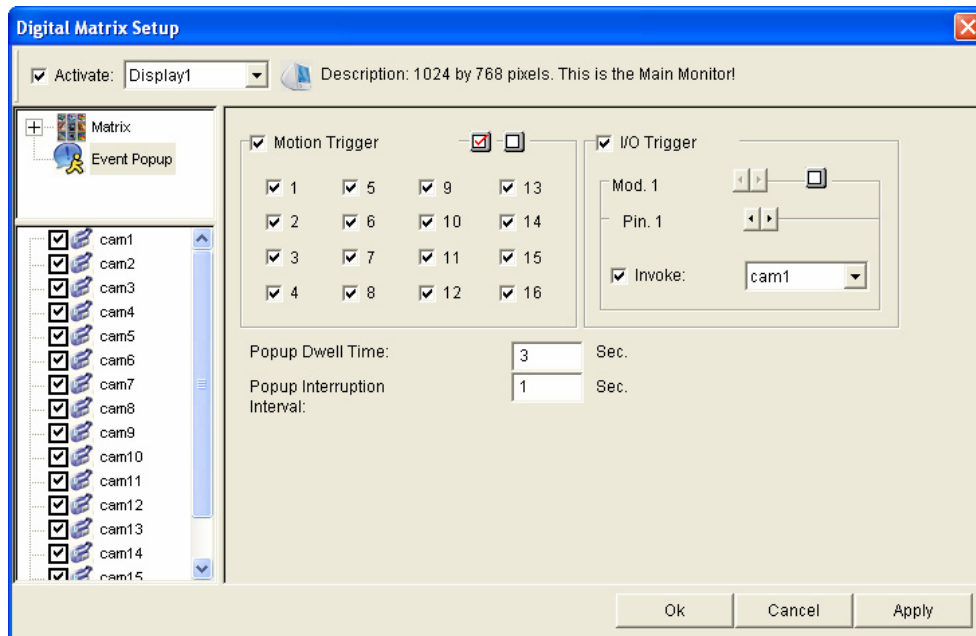 Digital Matrix Setup
Activate: Display1 Description: 1024 by 768 pixels. This is the Main Monitor!
Matrix
Event Popup
cam1
cam2
cam3
cam4
cam5
cam6
cam7
cam8
cam9
cam10
cam11
cam12
cam13
cam14
cam15
Motion Trigger
1 5 9 13
2 6 10 14
3 7 11 15
4 8 12 16
I/O Trigger
Mod. 1
Pin. 1
Invoke: cam1
Popup Dwell Time: 3 Sec.
Popup Interruption
Interval: 1 Sec.
Ok Cancel Apply